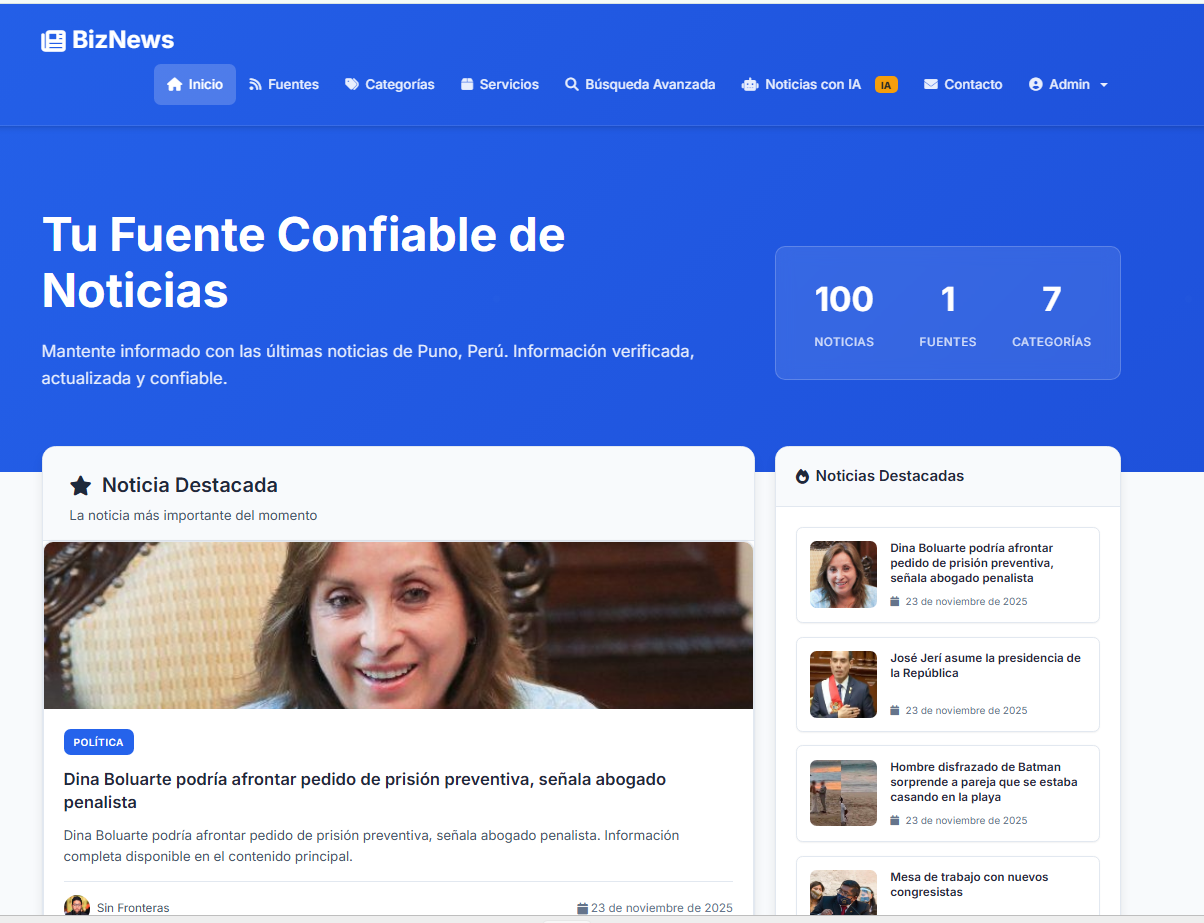 BizNews
Inicio
Fuentes
Categorías
Servicios
Búsqueda Avanzada
Noticias con IA IA
Contacto
Admin
Tu Fuente Confiable de
Noticias
Mantente informado con las últimas noticias de Puno, Perú. Información verificada,
actualizada y confiable.
100
NOTICIAS
1
FUENTES
7
CATEGORÍAS
Noticia Destacada
La noticia más importante del momento
POLÍTICA
Dina Boluarte podría afrontar pedido de prisión preventiva, señala abogado
penalista
Dina Boluarte podría afrontar pedido de prisión preventiva, señala abogado penalista. Información
completa disponible en el contenido principal.
Sin Fronteras
23 de noviembre de 2025
Noticias Destacadas
Dina Boluarte podría afrontar
pedido de prisión preventiva,
señala abogado penalista
23 de noviembre de 2025
José Jerí asume la presidencia de
la República
23 de noviembre de 2025
Hombre disfrazado de Batman
sorprende a pareja que se estaba
casando en la playa
23 de noviembre de 2025
Mesa de trabajo con nuevos
congresistas